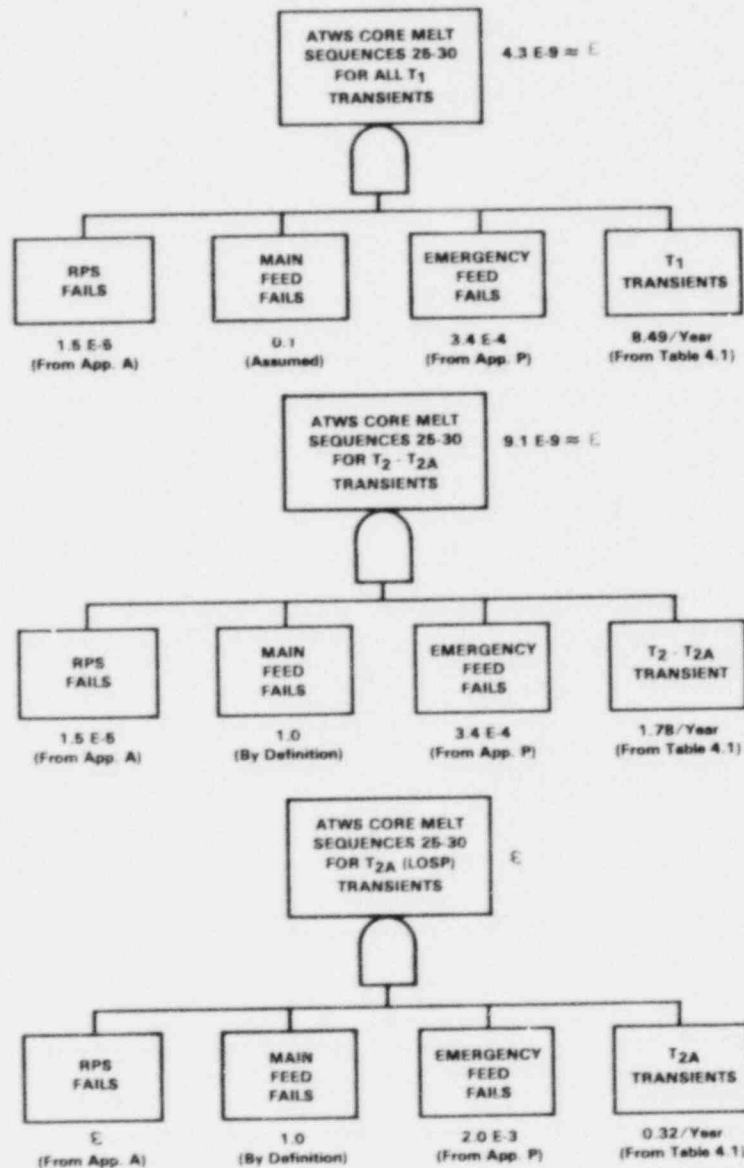 ATWS CORE MELT
SEQUENCES 25-30
FOR ALL T1
TRANSIENTS
4.3 E-9 ≈ ε
RPS
FAILS
1.5 E-5
(From App. A)
MAIN
FEED
FAILS
0.1
(Assumed)
EMERGENCY
FEED
FAILS
3.4 E-4
(From App. P)
T1
TRANSIENTS
8.49/Year
(From Table 4.1)
ATWS CORE MELT
SEQUENCES 25-30
FOR T2 - T2A
TRANSIENTS
9.1 E-9 ≈ ε
RPS
FAILS
1.5 E-5
(From App. A)
MAIN
FEED
FAILS
1.0
(By Definition)
EMERGENCY
FEED
FAILS
3.4 E-4
(From App. P)
T2 - T2A
TRANSIENT
1.78/Year
(From Table 4.1)
ATWS CORE MELT
SEQUENCES 25-30
FOR T2A (LOSP)
TRANSIENTS
ε
RPS
FAILS
ε
(From App. A)
MAIN
FEED
FAILS
1.0
(By Definition)
EMERGENCY
FEED
FAILS
2.0 E-3
(From App. P)
T2A
TRANSIENTS
0.32/Year
(From Table 4.1)